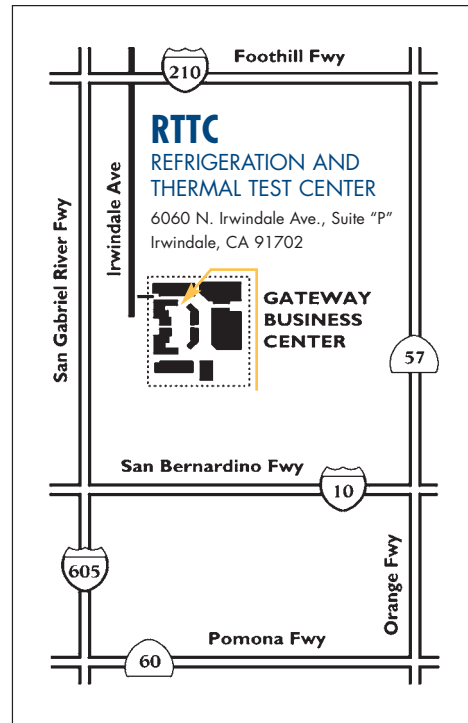 Foothill Fwy
210
RTTC
REFRIGERATION AND
THERMAL TEST CENTER
6060 N. Irwindale Ave., Suite “P”
Irwindale, CA 91702
Irwindale Ave
San Gabriel River Fwy
GATEWAY
BUSINESS
CENTER
57
San Bernardino Fwy
10
605
Orange Fwy
Pomona Fwy
60